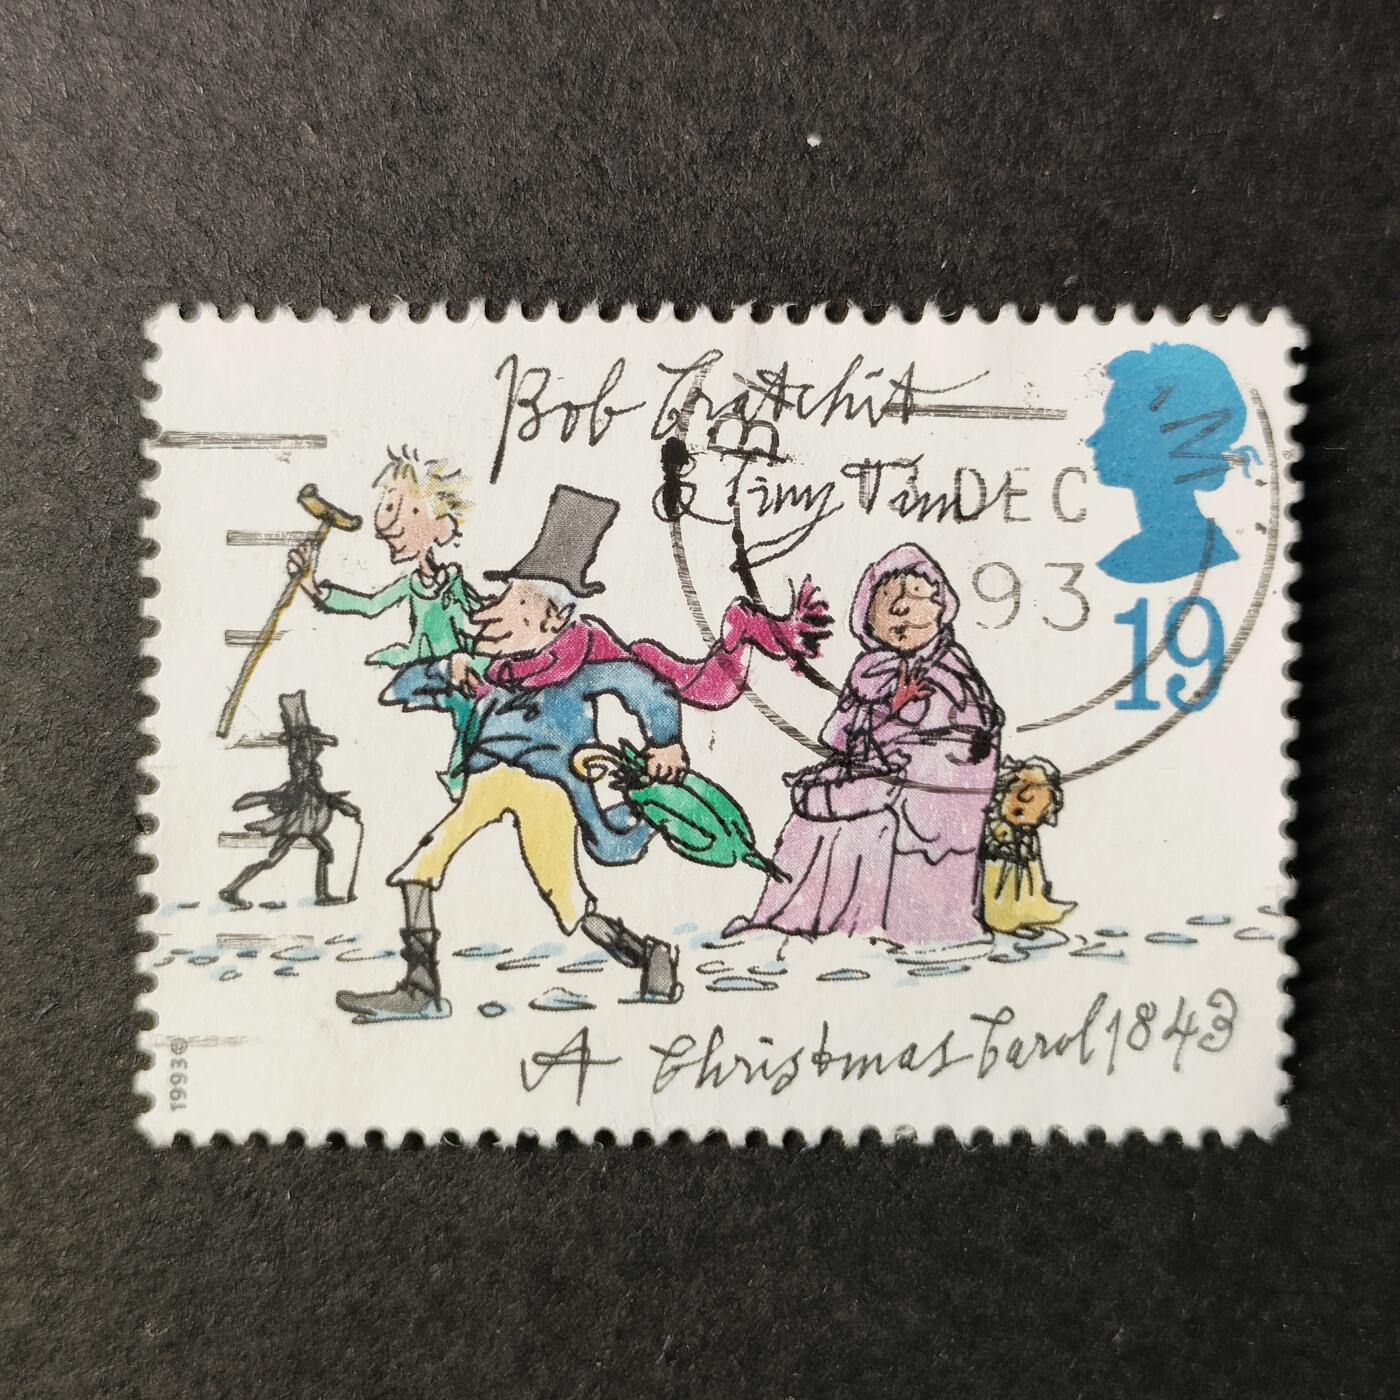 Bob Cratchit
& Tiny Tim
DEC
93
19
A Christmas Carol 1843
1993©